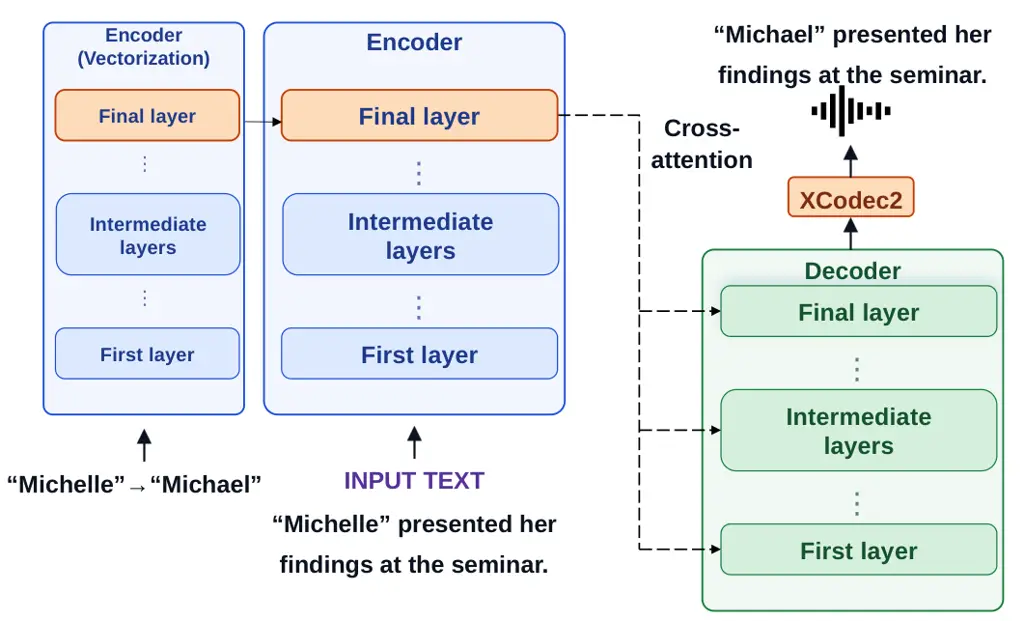 Encoder
(Vectorization)
Final layer
⋮
Intermediate
layers
⋮
First layer
“Michelle”→“Michael”
Encoder
Final layer
⋮
Intermediate
layers
⋮
First layer
INPUT TEXT
“Michelle” presented her
findings at the seminar.
Cross-
attention
“Michael” presented her
findings at the seminar.
XCodec2
Decoder
Final layer
⋮
Intermediate
layers
⋮
First layer